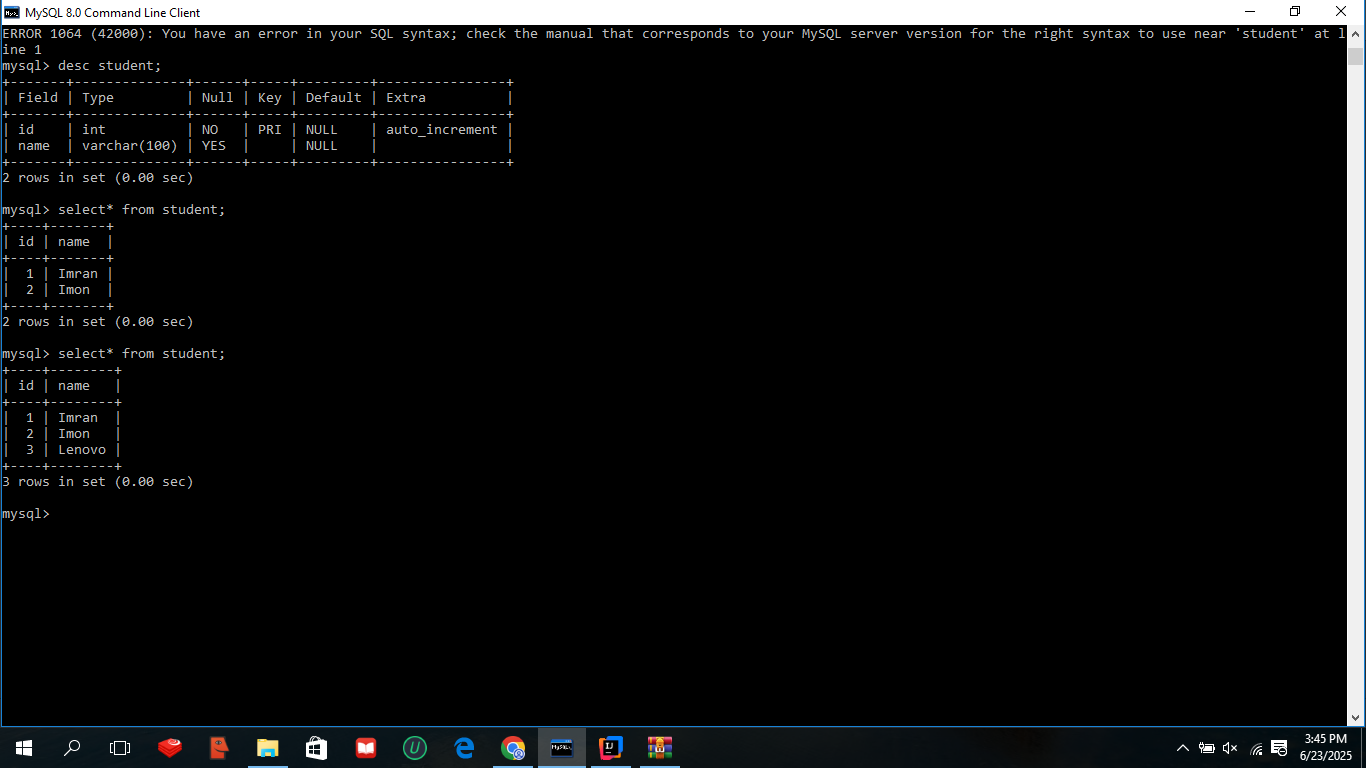 MySQL 8.0 Command Line Client
ERROR 1064 (42000): You have an error in your SQL syntax; check the manual that corresponds to your MySQL server version for the right syntax to use near 'student' at l
ine 1
mysql> desc student;
+-------+--------------+------+-----+---------+----------------+
| Field | Type         | Null | Key | Default | Extra          |
+-------+--------------+------+-----+---------+----------------+
| id    | int          | NO   | PRI | NULL    | auto_increment |
| name  | varchar(100) | YES  |     | NULL    |                |
+-------+--------------+------+-----+---------+----------------+
2 rows in set (0.00 sec)
mysql> select* from student;
+----+-------+
| id | name  |
+----+-------+
|  1 | Imran |
|  2 | Imon  |
+----+-------+
2 rows in set (0.00 sec)
mysql> select* from student;
+----+--------+
| id | name   |
+----+--------+
|  1 | Imran  |
|  2 | Imon   |
|  3 | Lenovo |
+----+--------+
3 rows in set (0.00 sec)
mysql>
3:45 PM
6/23/2025